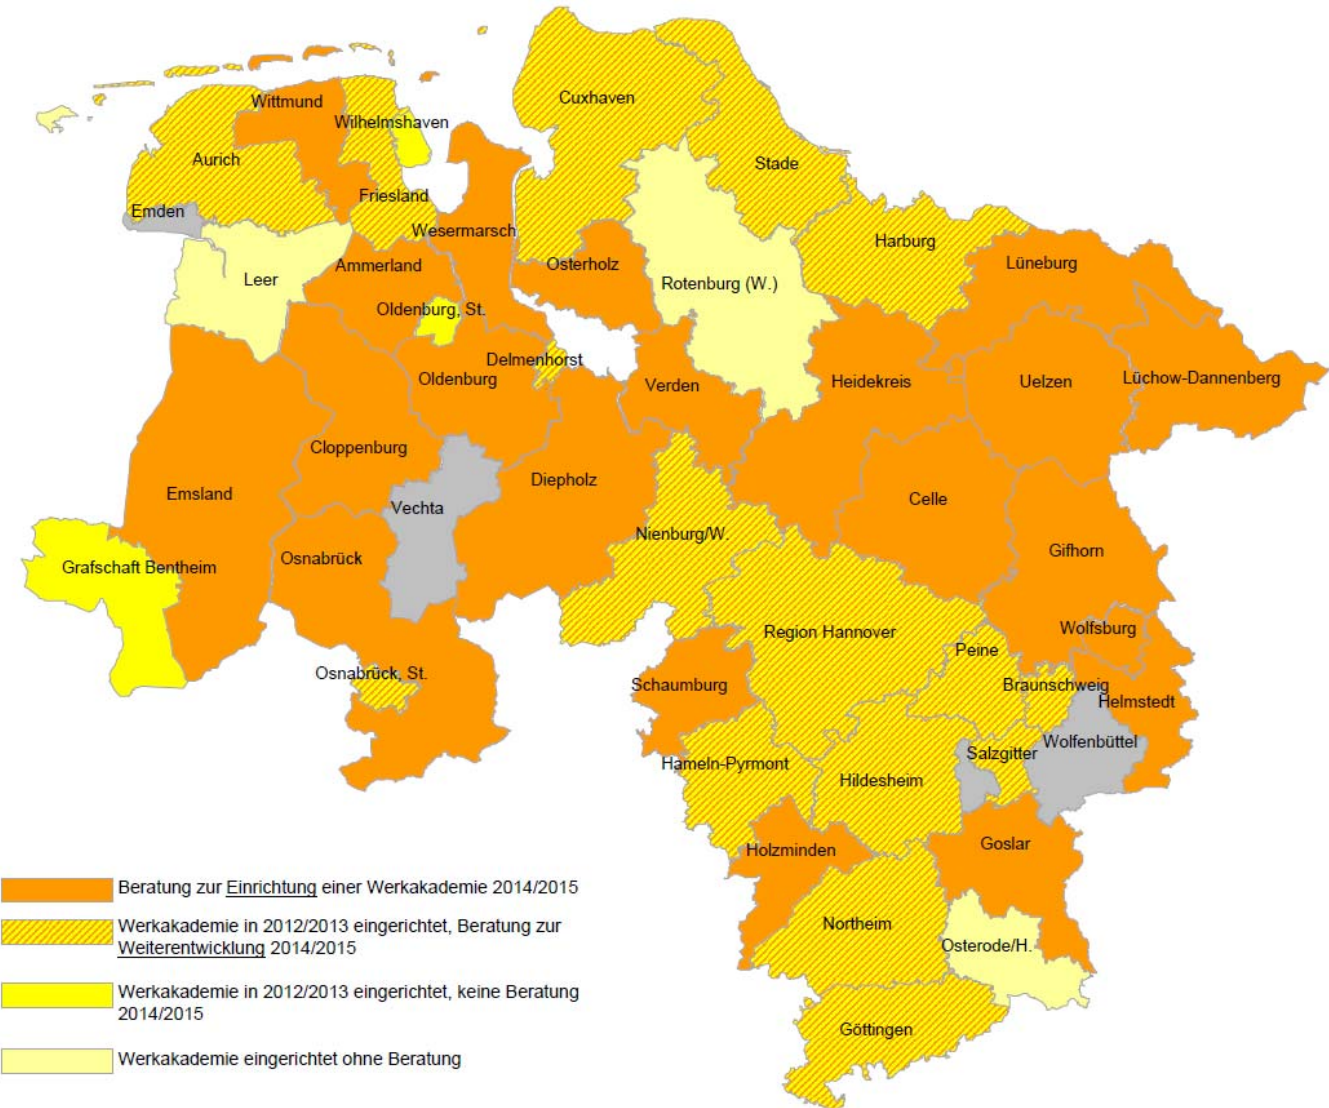 Cuxhaven
Wittmund
Wilhelmshaven
Aurich
Stade
Friesland
Emden
Wesermarsch
Harburg
Ammerland
Osterholz
Lüneburg
Leer
Rotenburg (W.)
Oldenburg, St.
Delmenhorst
Oldenburg
Verden
Heidekreis
Uelzen
Lüchow-Dannenberg
Cloppenburg
Diepholz
Emsland
Celle
Vechta
Nienburg/W.
Gifhorn
Osnabrück
Grafschaft Bentheim
Wolfsburg
Region Hannover
Peine
Osnabrück, St.
Schaumburg
Braunschweig
Helmstedt
Wolfenbüttel
Salzgitter
Hameln-Pyrmont
Hildesheim
Goslar
Holzminden
Northeim
Osterode/H.
Göttingen
Beratung zur Einrichtung einer Werkakademie 2014/2015
Werkakademie in 2012/2013 eingerichtet, Beratung zur
Weiterentwicklung 2014/2015
Werkakademie in 2012/2013 eingerichtet, keine Beratung
2014/2015
Werkakademie eingerichtet ohne Beratung